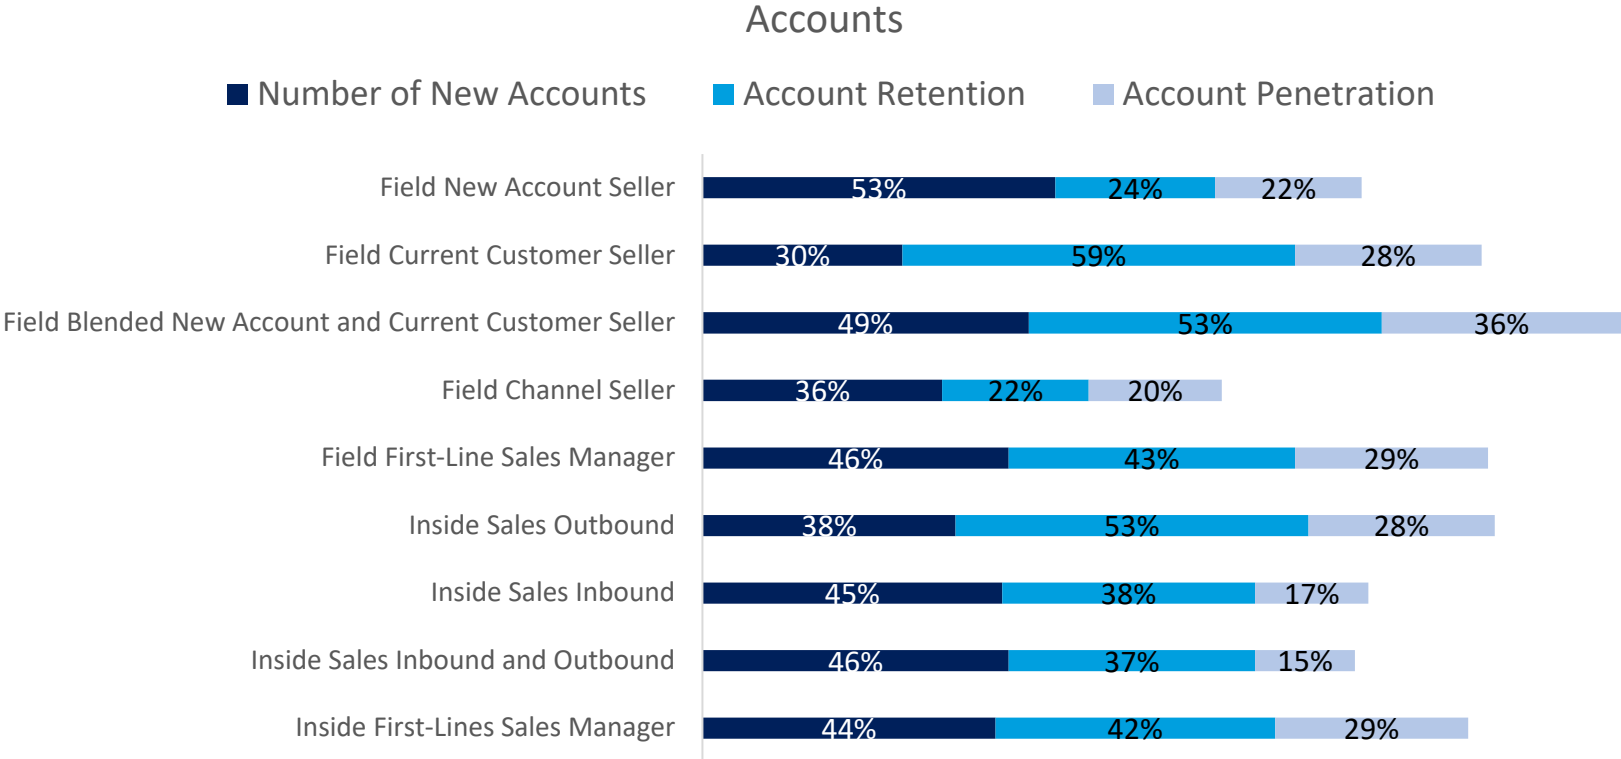 Accounts
Number of New Accounts Account Retention Account Penetration
Field New Account Seller 53% 24% 22%
Field Current Customer Seller 30% 59% 28%
Field Blended New Account and Current Customer Seller 49% 53% 36%
Field Channel Seller 36% 22% 20%
Field First-Line Sales Manager 46% 43% 29%
Inside Sales Outbound 38% 53% 28%
Inside Sales Inbound 45% 38% 17%
Inside Sales Inbound and Outbound 46% 37% 15%
Inside First-Lines Sales Manager 44% 42% 29%